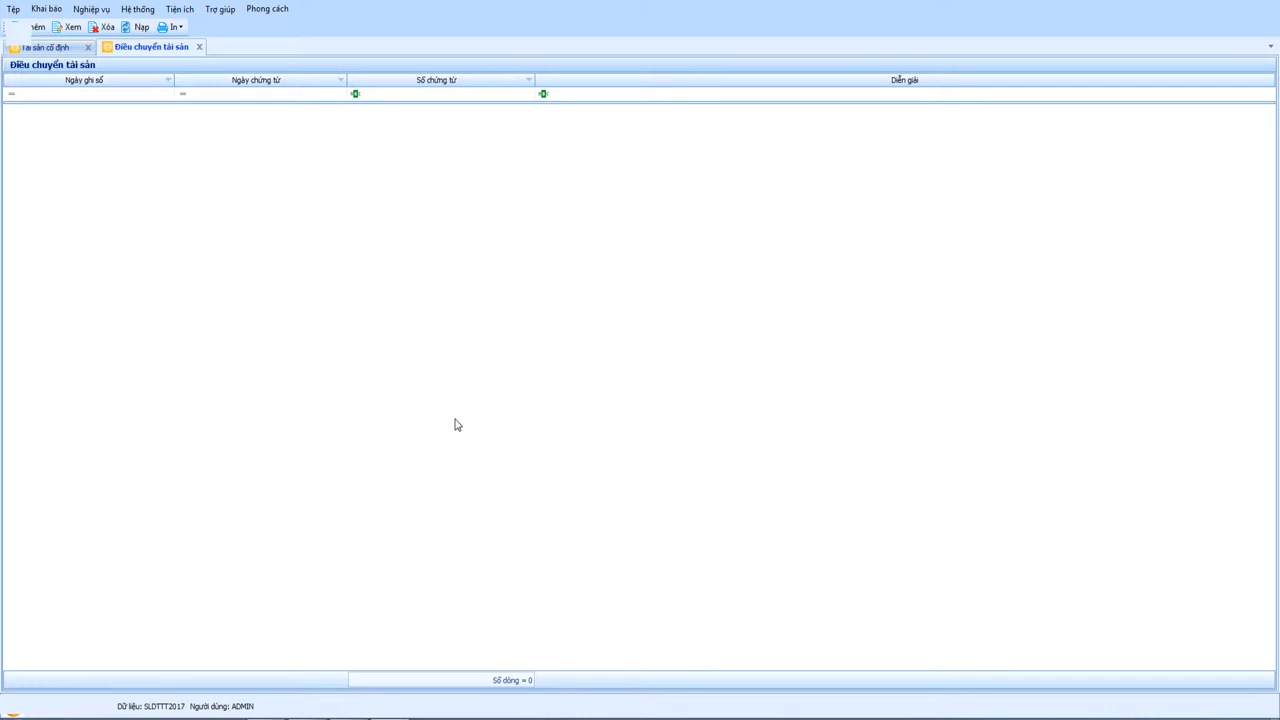 Tệp Khai báo Nghiệp vụ Hệ thống Tiện ích Trợ giúp Phong cách
Xem Xóa Nạp In
Tài sản cố định Điều chuyển tài sản
Điều chuyển tài sản
Ngày ghi sổ Ngày chứng từ Số chứng từ Diễn giải
Số dòng = 0
Dữ liệu: SLDTTT2017 Người dùng: ADMIN